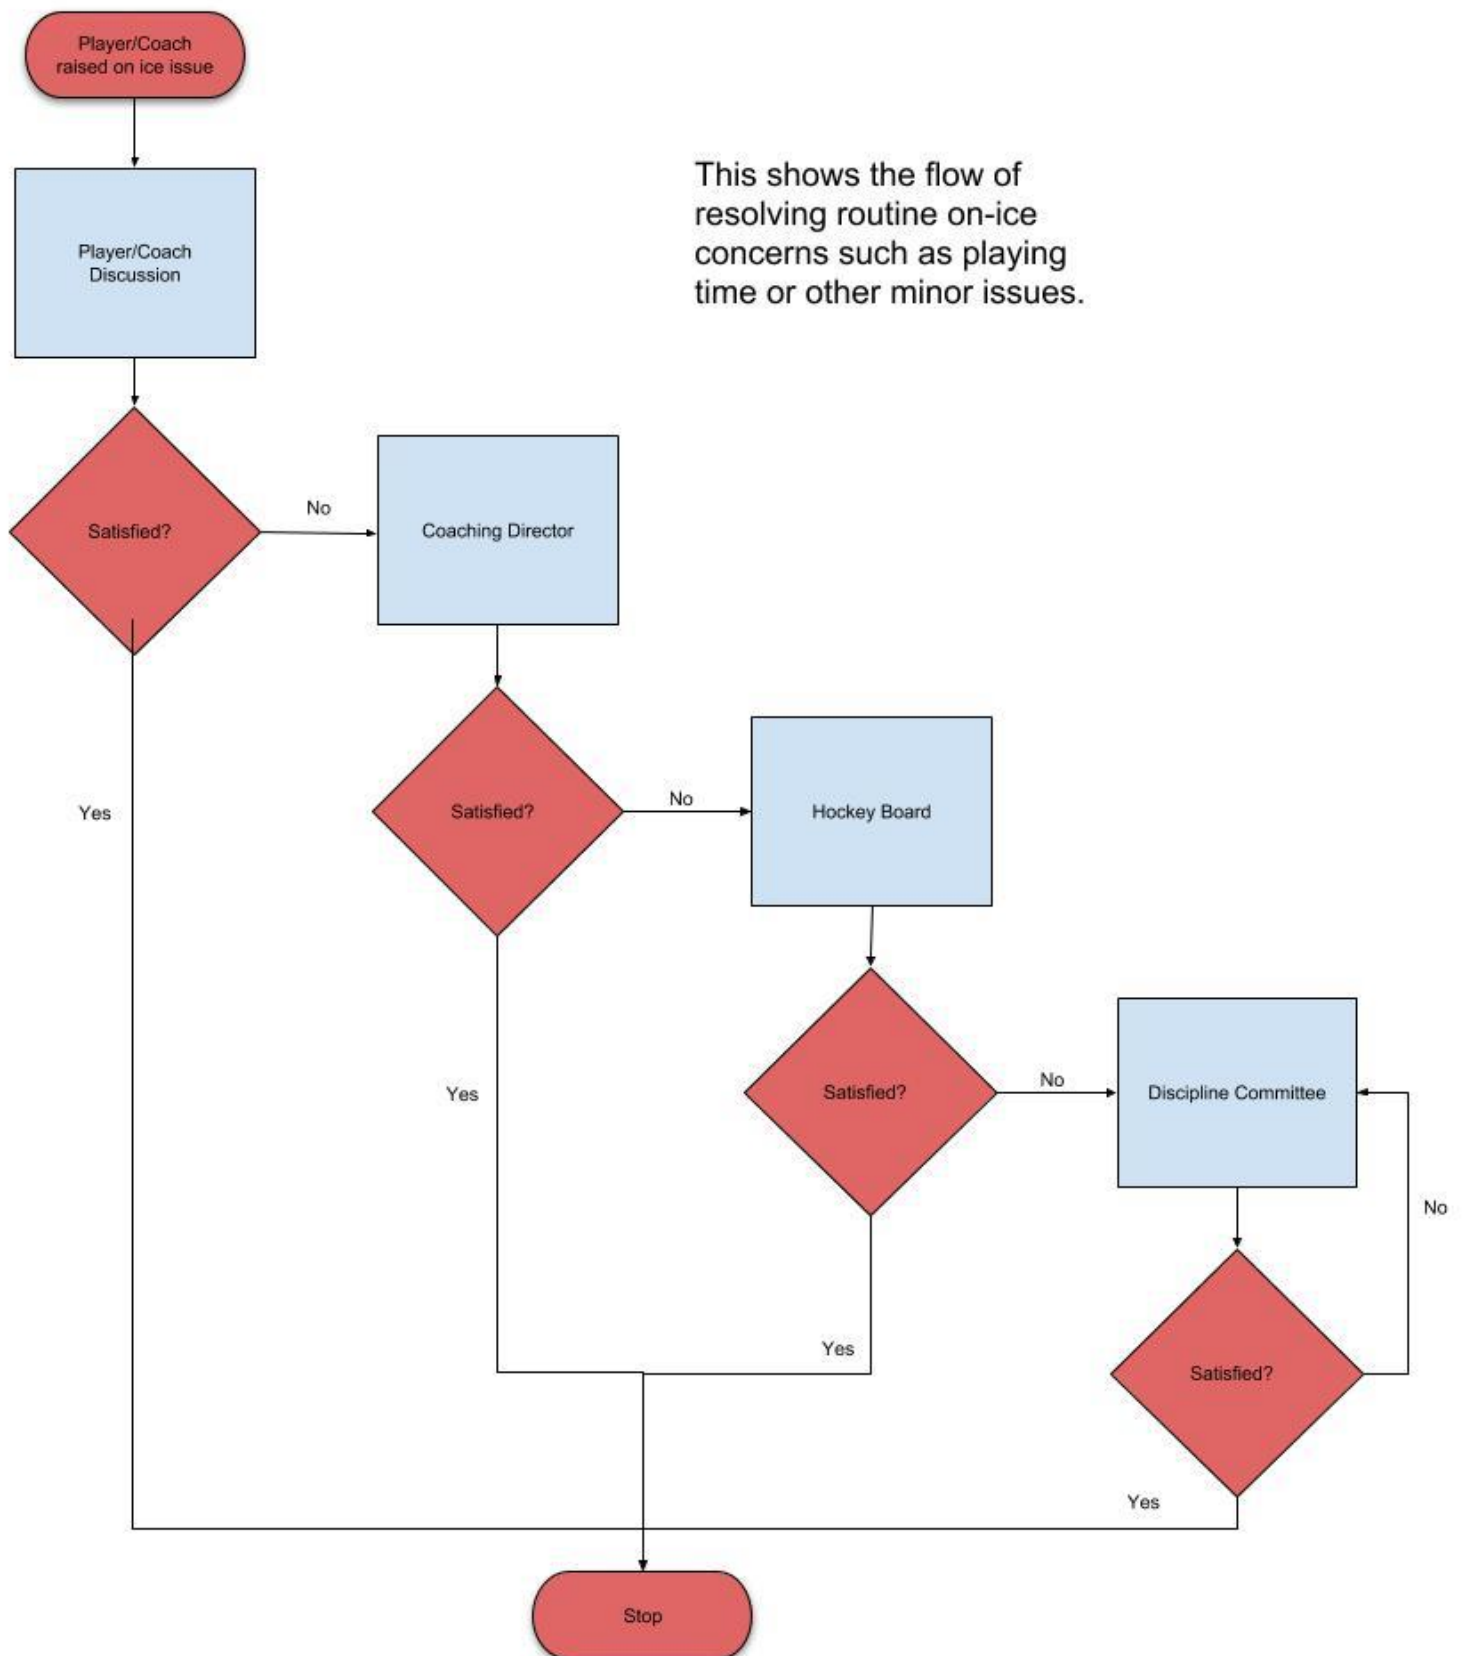 Player/Coach
raised on ice issue
This shows the flow of
resolving routine on-ice
concerns such as playing
time or other minor issues.
Player/Coach
Discussion
Satisfied?
No
Coaching Director
Yes
Satisfied?
No
Hockey Board
Yes
Satisfied?
No
Discipline Committee
No
Yes
Satisfied?
Yes
Stop